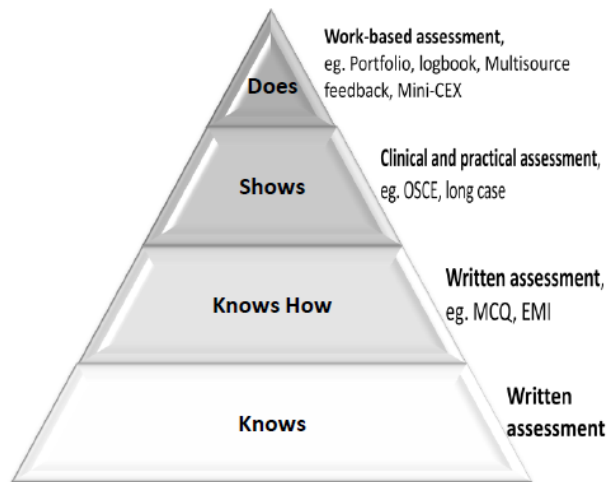 Work-based assessment,
eg. Portfolio, logbook, Multisource
feedback, Mini-CEX
Does
Clinical and practical assessment,
eg. OSCE, long case
Shows
Written assessment,
eg. MCQ, EMI
Knows How
Written
assessment
Knows